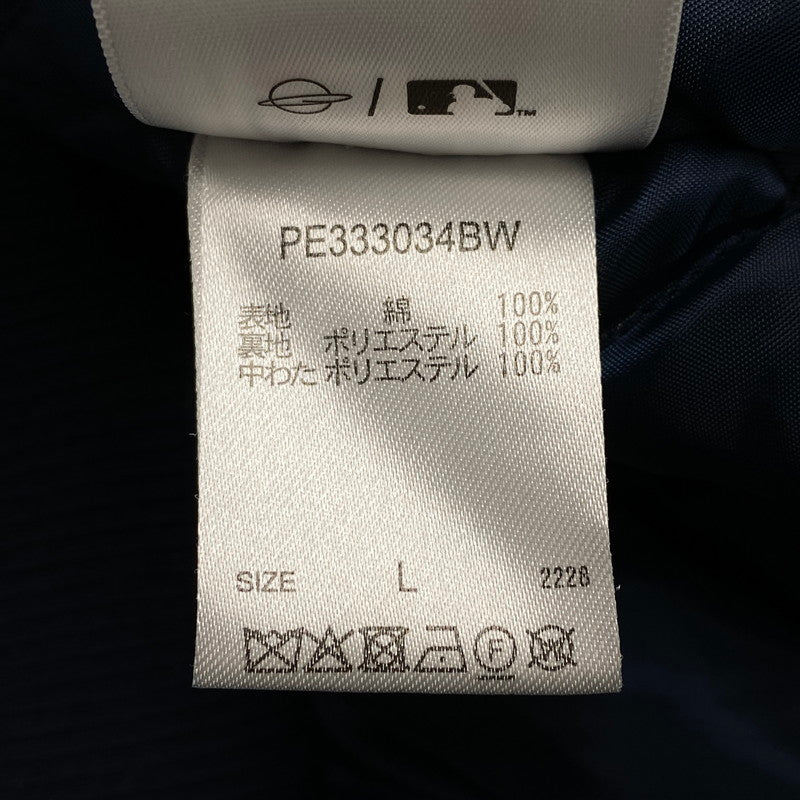 TM
PE333034BW
表地 綿 100%
裏地 ポリエステル 100%
中わた ポリエステル 100%
SIZE L 2228
F
W